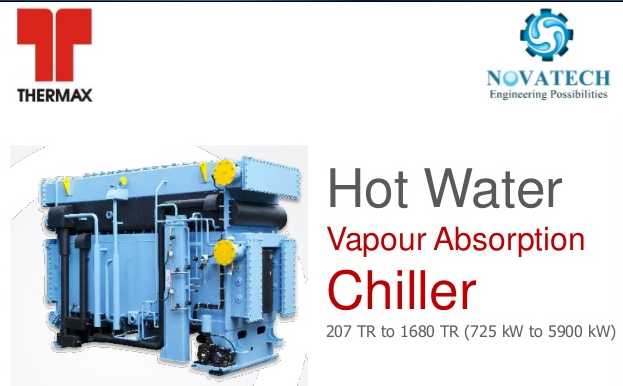 THERMAX
NOVATECH
Engineering Possibilities
Hot Water
Vapour Absorption
Chiller
207 TR to 1680 TR (725 kW to 5900 kW)